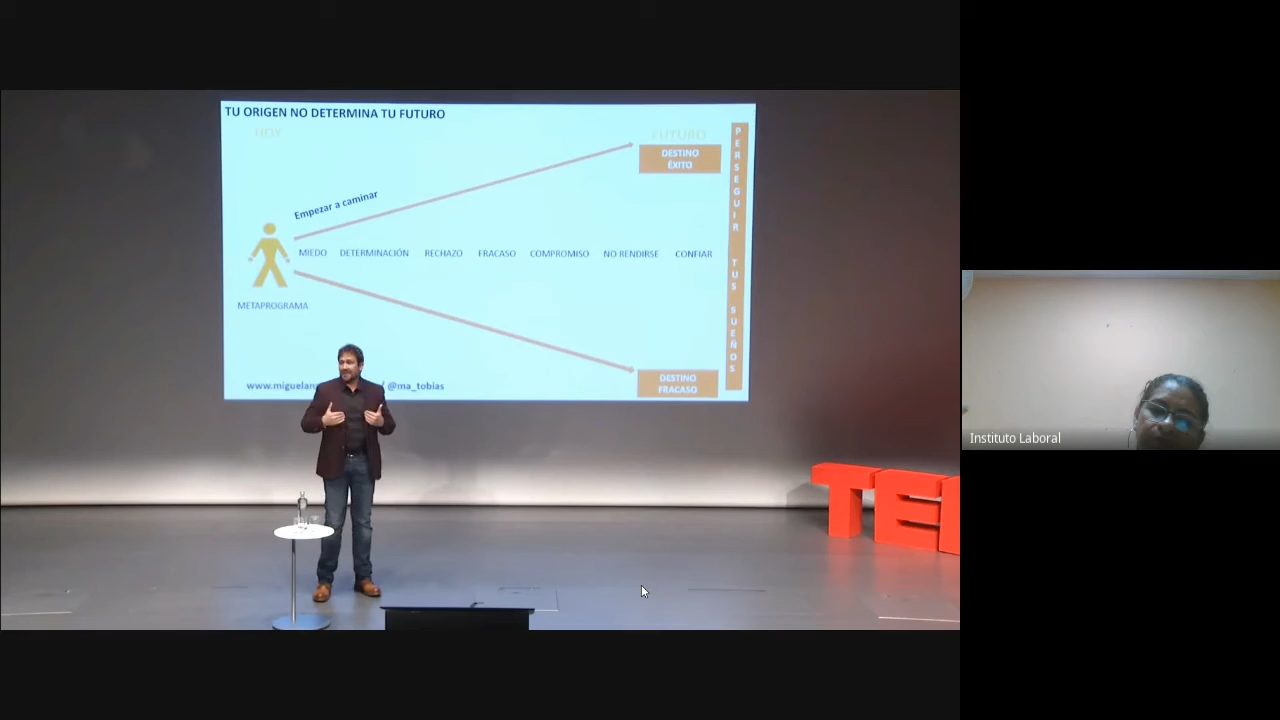 TU ORIGEN NO DETERMINA TU FUTURO
HOY
FUTURO
DESTINO
ÉXITO
Empezar a caminar
MIEDO DETERMINACIÓN RECHAZO FRACASO COMPROMISO NO RENDIRSE CONFIAR
METAPROGRAMA
DESTINO
FRACASO
PERSEGUIR TUS SUEÑOS
@ma_tobias
TED
Instituto Laboral